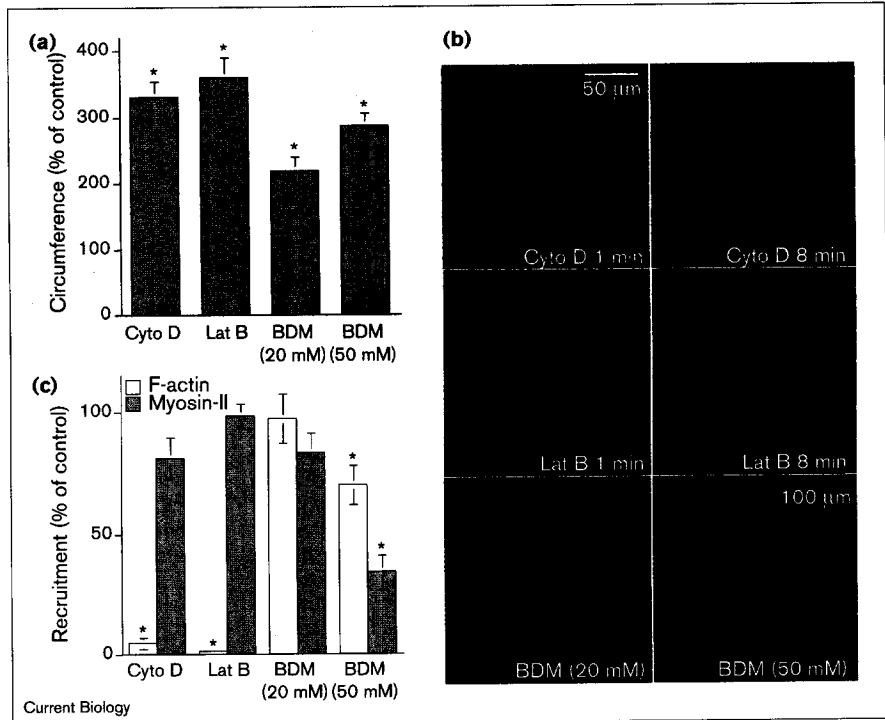 (a)
400
300
200
100
0
Circumference (% of control)
*
*
*
*
Cyto D
Lat B
BDM
(20 mM)
BDM
(50 mM)
(b)
50 µm
Cyto D 1 min
Cyto D 8 min
Lat B 1 min
Lat B 8 min
100 µm
BDM (20 mM)
BDM (50 mM)
(c)
F-actin
Myosin-II
100
50
0
Recruitment (% of control)
*
*
*
*
Cyto D
Lat B
BDM
(20 mM)
BDM
(50 mM)
Current Biology